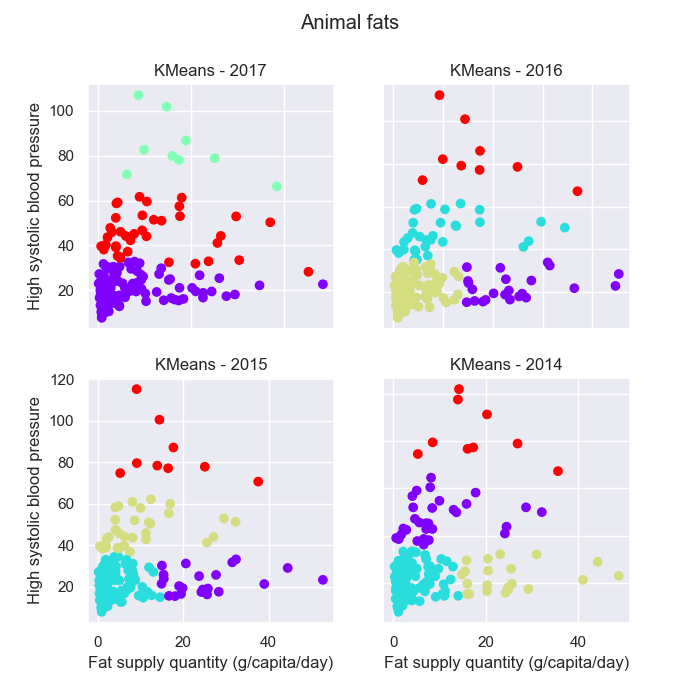 Animal fats
KMeans - 2017
KMeans - 2016
High systolic blood pressure
100
80
60
40
20
KMeans - 2015
KMeans - 2014
High systolic blood pressure
120
100
80
60
40
20
0
20
40
0
20
40
Fat supply quantity (g/capita/day)
Fat supply quantity (g/capita/day)